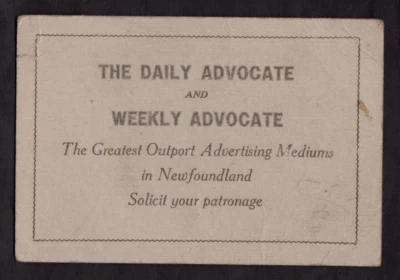 THE DAILY ADVOCATE
AND
WEEKLY ADVOCATE
The Greatest Outport Advertising Mediums
in Newfoundland
Solicit your patronage